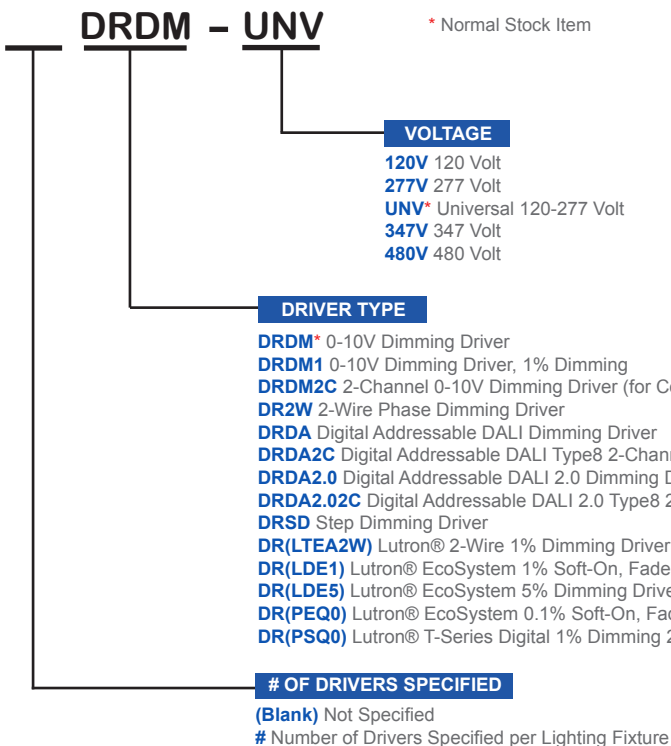 DRDM – UNV
* Normal Stock Item
VOLTAGE
120V 120 Volt
277V 277 Volt
UNV* Universal 120-277 Volt
347V 347 Volt
480V 480 Volt
DRIVER TYPE
DRDM* 0-10V Dimming Driver
DRDM1 0-10V Dimming Driver, 1% Dimming
DRDM2C 2-Channel 0-10V Dimming Driver (for
DR2W 2-Wire Phase Dimming Driver
DRDA Digital Addressable DALI Dimming Driver
DRDA2C Digital Addressable DALI Type8
DRDA2.0 Digital Addressable DALI 2.0 Dimming
DRDA2.02C Digital Addressable DALI 2.0 Type8
DRSD Step Dimming Driver
DR(LTEA2W) Lutron® 2-Wire 1% Dimming Driver
DR(LDE1) Lutron® EcoSystem 1% Soft-On,
DR(LDE5) Lutron® EcoSystem 5% Dimming
DR(PEQ0) Lutron® EcoSystem 0.1% Soft-On,
DR(PSQ0) Lutron® T-Series Digital 1% Dimming
# OF DRIVERS SPECIFIED
(Blank) Not Specified
# Number of Drivers Specified per Lighting Fixture